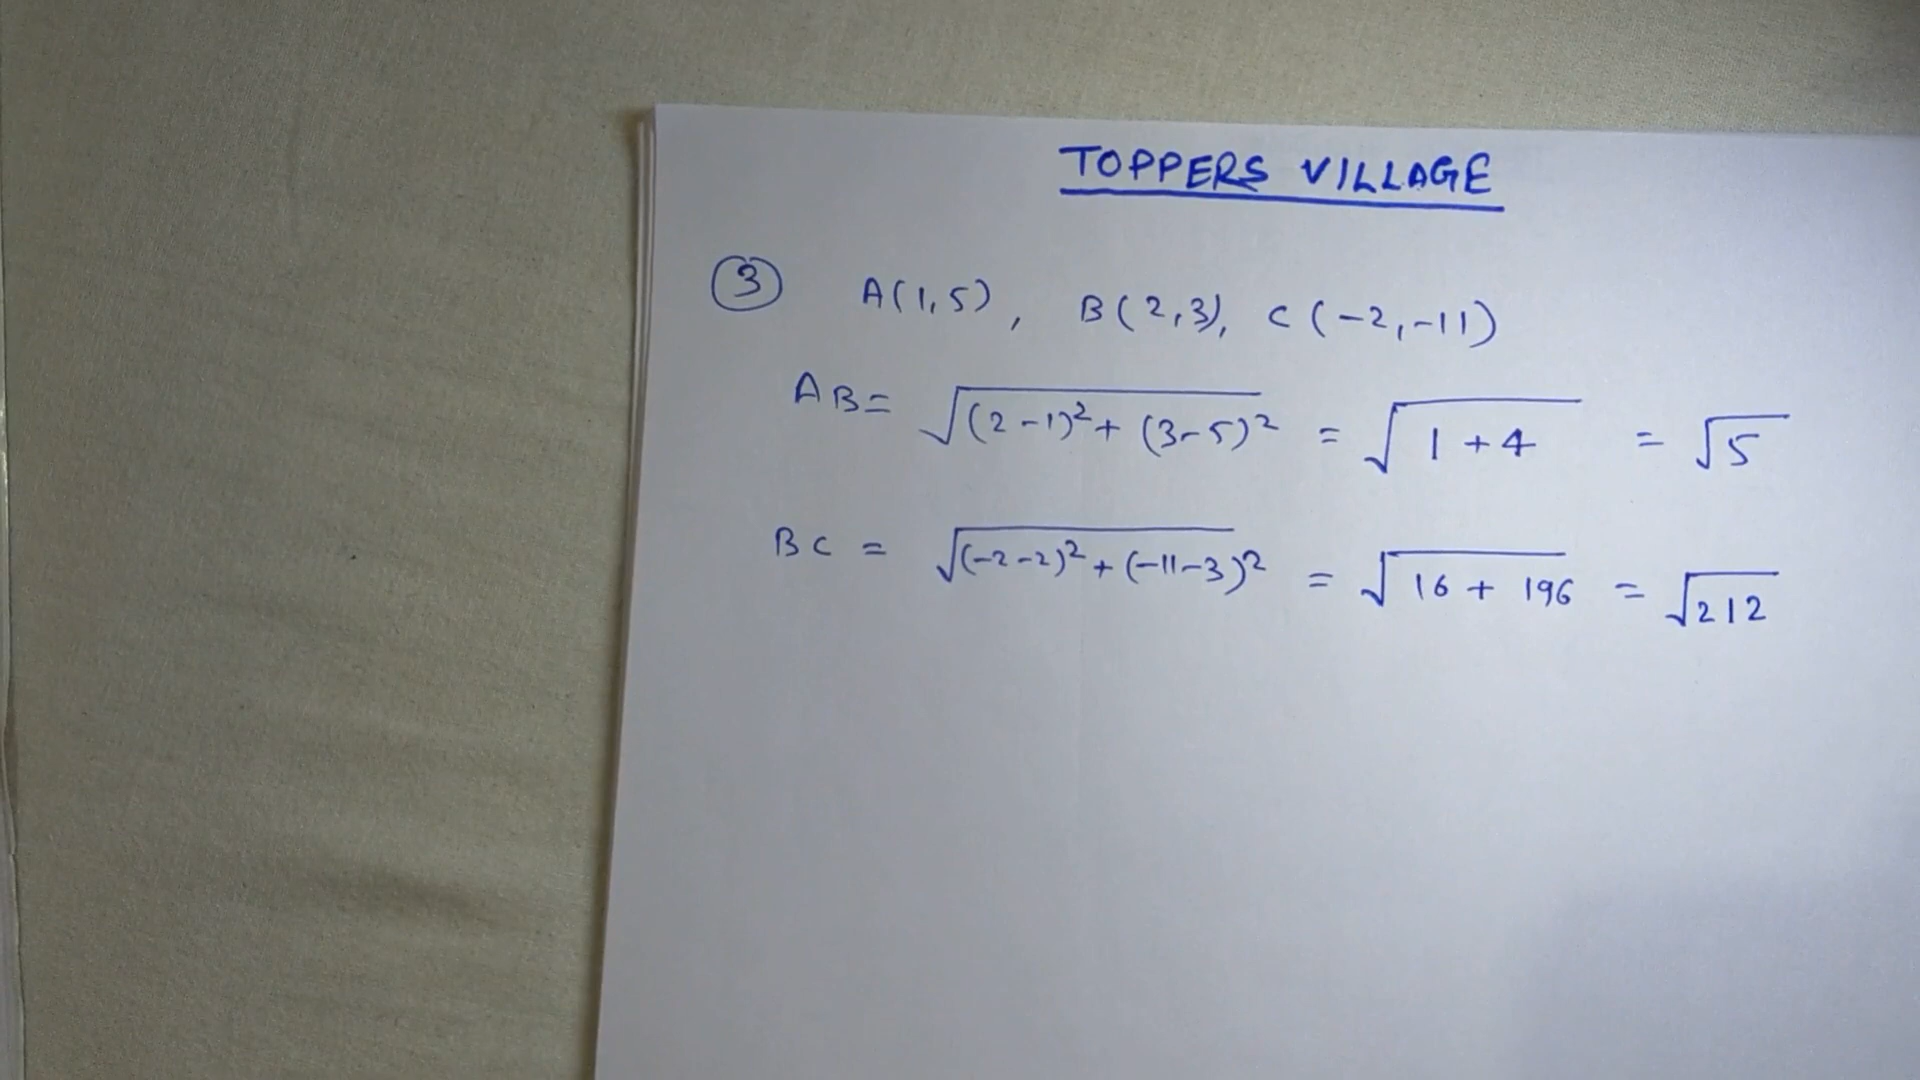 TOPPERS VILLAGE
③ A(1,5), B(2,3), C(-2,-11)
AB= √(2-1)²+(3-5)² = √1+4 = √5
BC = √(-2-2)²+(-11-3)² = √16+196 = √212